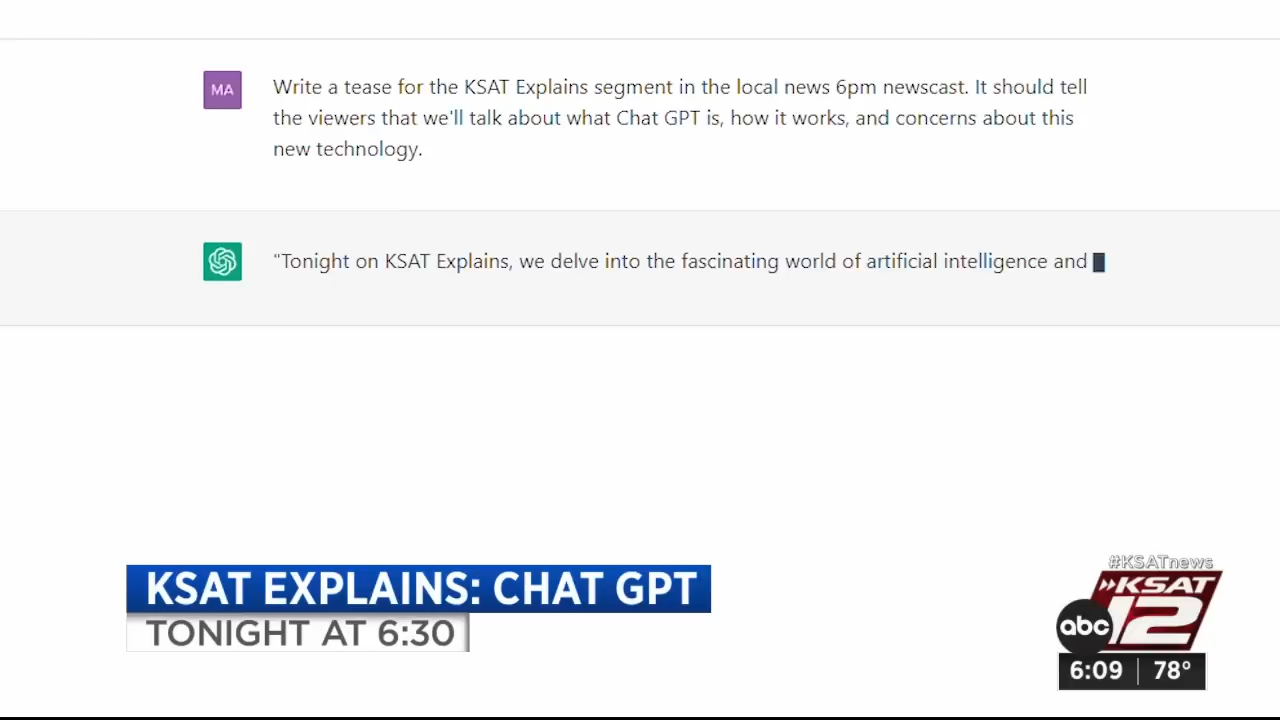 MA
Write a tease for the KSAT Explains segment in the local news 6pm newscast. It should tell
the viewers that we'll talk about what Chat GPT is, how it works, and concerns about this
new technology.
“Tonight on KSAT Explains, we delve into the fascinating world of artificial intelligence and
KSAT EXPLAINS: CHAT GPT
TONIGHT AT 6:30
#KSATnews
KSAT
abc 12
6:09 78°